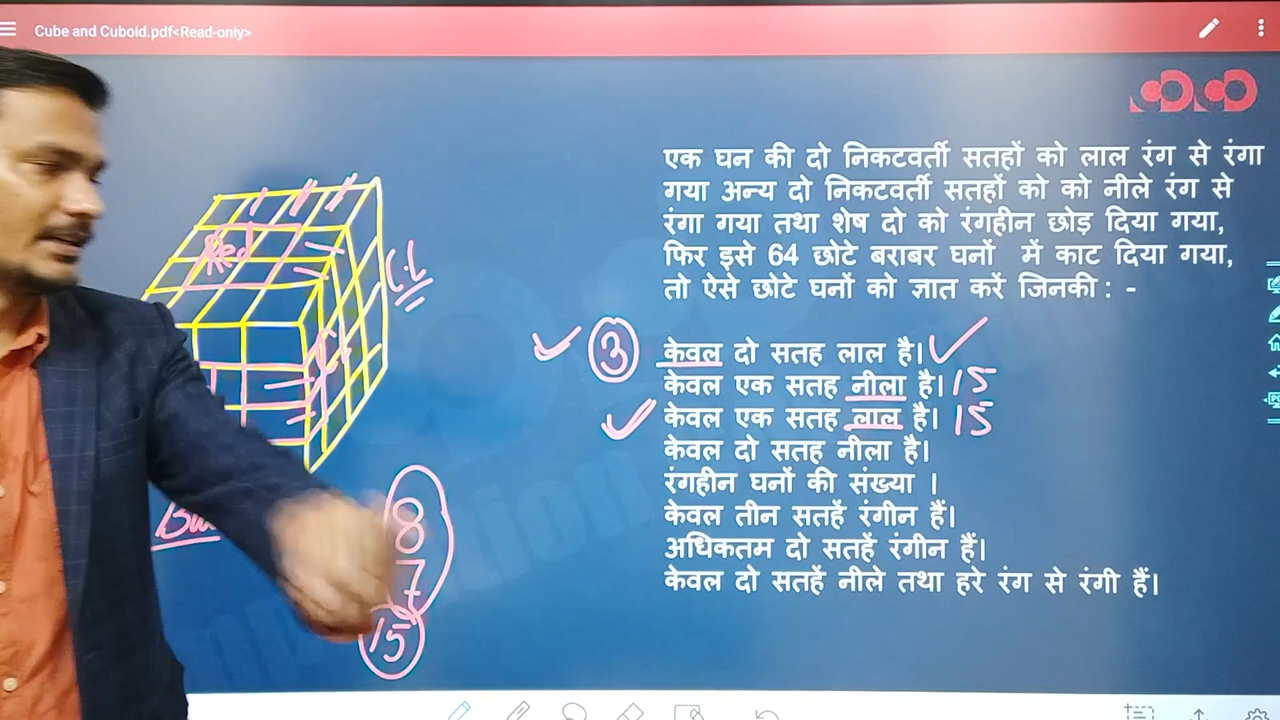 Cube and Cuboid.pdf<Read-only>
एक घन की दो निकटवर्ती सतहों को लाल रंग से रंगा
गया अन्य दो निकटवर्ती सतहों को को नीले रंग से
रंगा गया तथा शेष दो को रंगहीन छोड़ दिया गया,
फिर इसे 64 छोटे बराबर घनों में काट दिया गया,
तो ऐसे छोटे घनों को ज्ञात करें जिनकी : -
Red
C.L
3 केवल दो सतह लाल है।
केवल एक सतह नीला है। 15
केवल एक सतह लाल है। 15
केवल दो सतह नीला है।
रंगहीन घनों की संख्या ।
केवल तीन सतहें रंगीन हैं।
अधिकतम दो सतहें रंगीन हैं।
केवल दो सतहें नीले तथा हरे रंग से रंगी हैं।
8
7
15